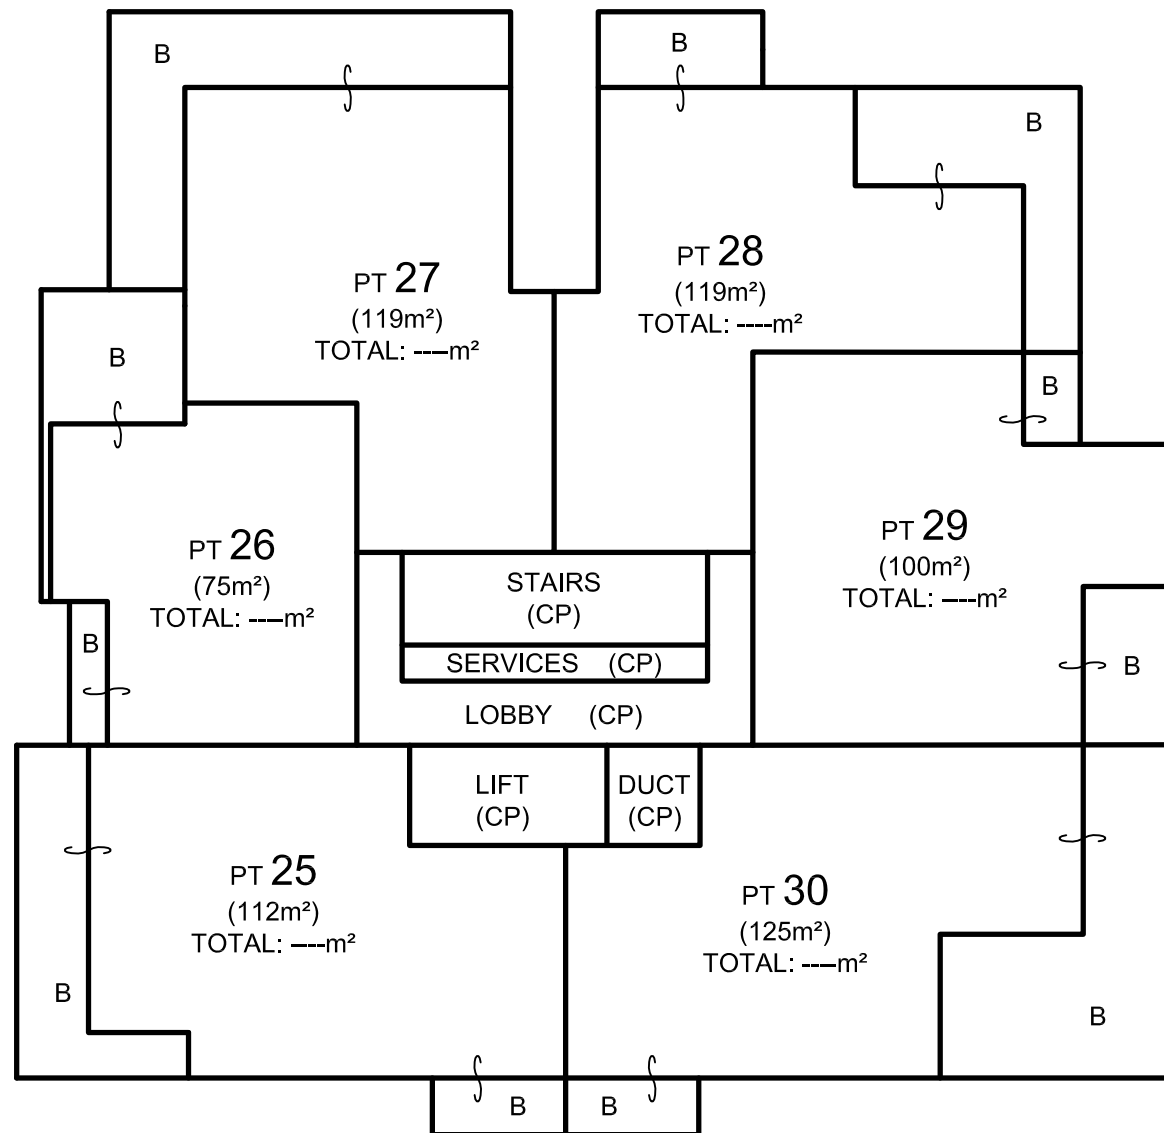 B
B
B
PT 27
(119m²)
TOTAL: ----m²
PT 28
(119m²)
TOTAL: ----m²
B
B
PT 26
(75m²)
TOTAL: ----m²
STAIRS
(CP)
SERVICES (CP)
LOBBY (CP)
PT 29
(100m²)
TOTAL: ----m²
B
B
LIFT
(CP)
DUCT
(CP)
PT 25
(112m²)
TOTAL: ----m²
PT 30
(125m²)
TOTAL: ----m²
B
B
B
B